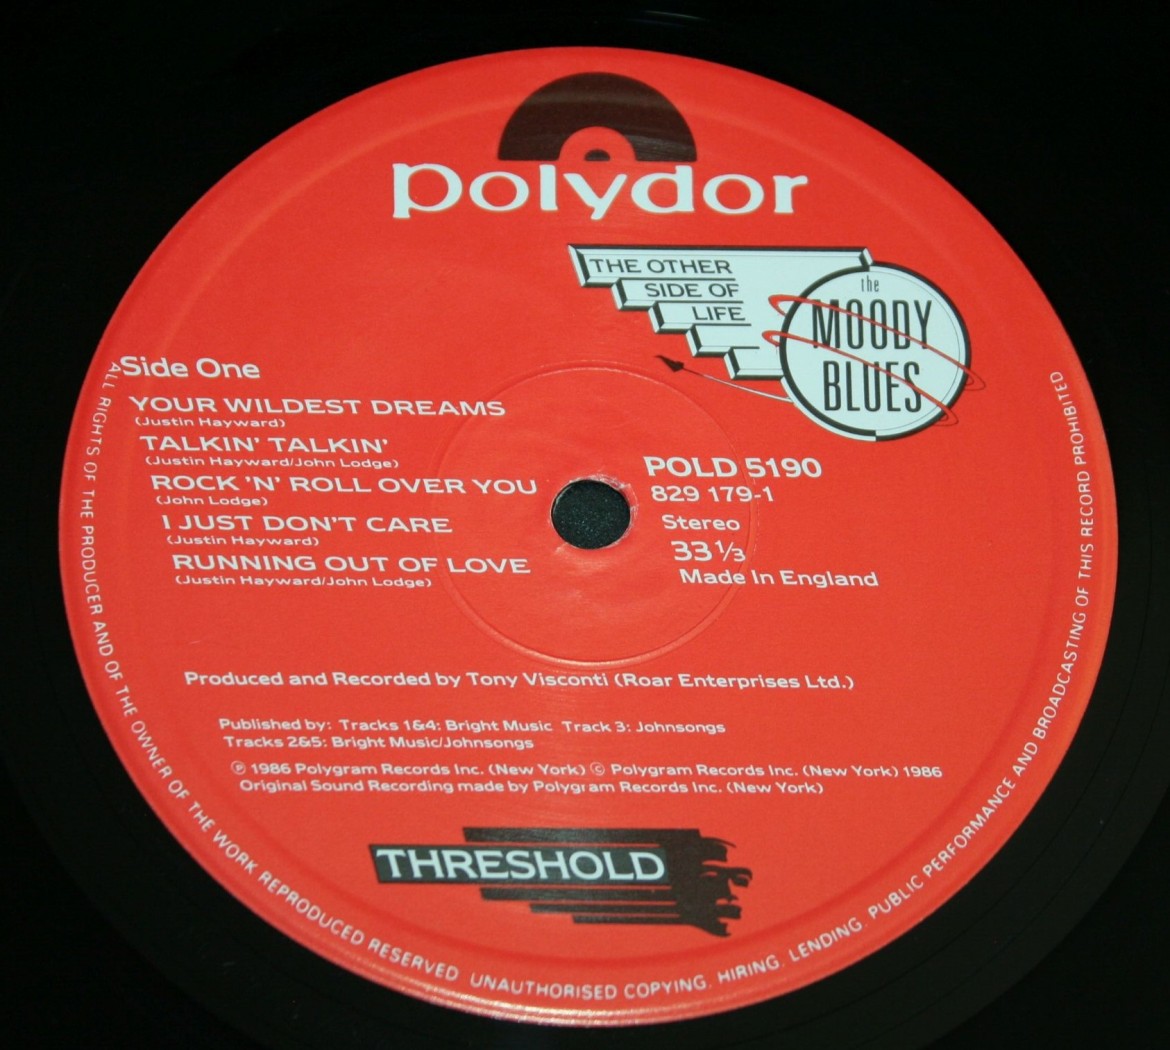 polydor
THE OTHER
SIDE OF
LIFE
the
MOODY
BLUES
Side One
YOUR WILDEST DREAMS
(Justin Hayward)
TALKIN' TALKIN'
(Justin Hayward/John Lodge)
ROCK 'N' ROLL OVER YOU
(John Lodge)
I JUST DON'T CARE
(Justin Hayward)
RUNNING OUT OF LOVE
(Justin Hayward/John Lodge)
POLD 5190
829 179-1
Stereo
33 1/3
Made In England
Produced and Recorded by Tony Visconti (Roar Enterprises Ltd.)
Published by: Tracks 1&4: Bright Music Track 3: Johnsongs
Tracks 2&5: Bright Music/Johnsongs
℗ 1986 Polygram Records Inc. (New York) © Polygram Records Inc. (New York) 1986
Original Sound Recording made by Polygram Records Inc. (New York)
THRESHOLD
ALL RIGHTS OF THE PRODUCER AND OF THE OWNER OF THE WORK REPRODUCED RESERVED UNAUTHORISED COPYING. HIRING. LENDING. PUBLIC PERFORMANCE AND BROADCASTING OF THIS RECORD PROHIBITED